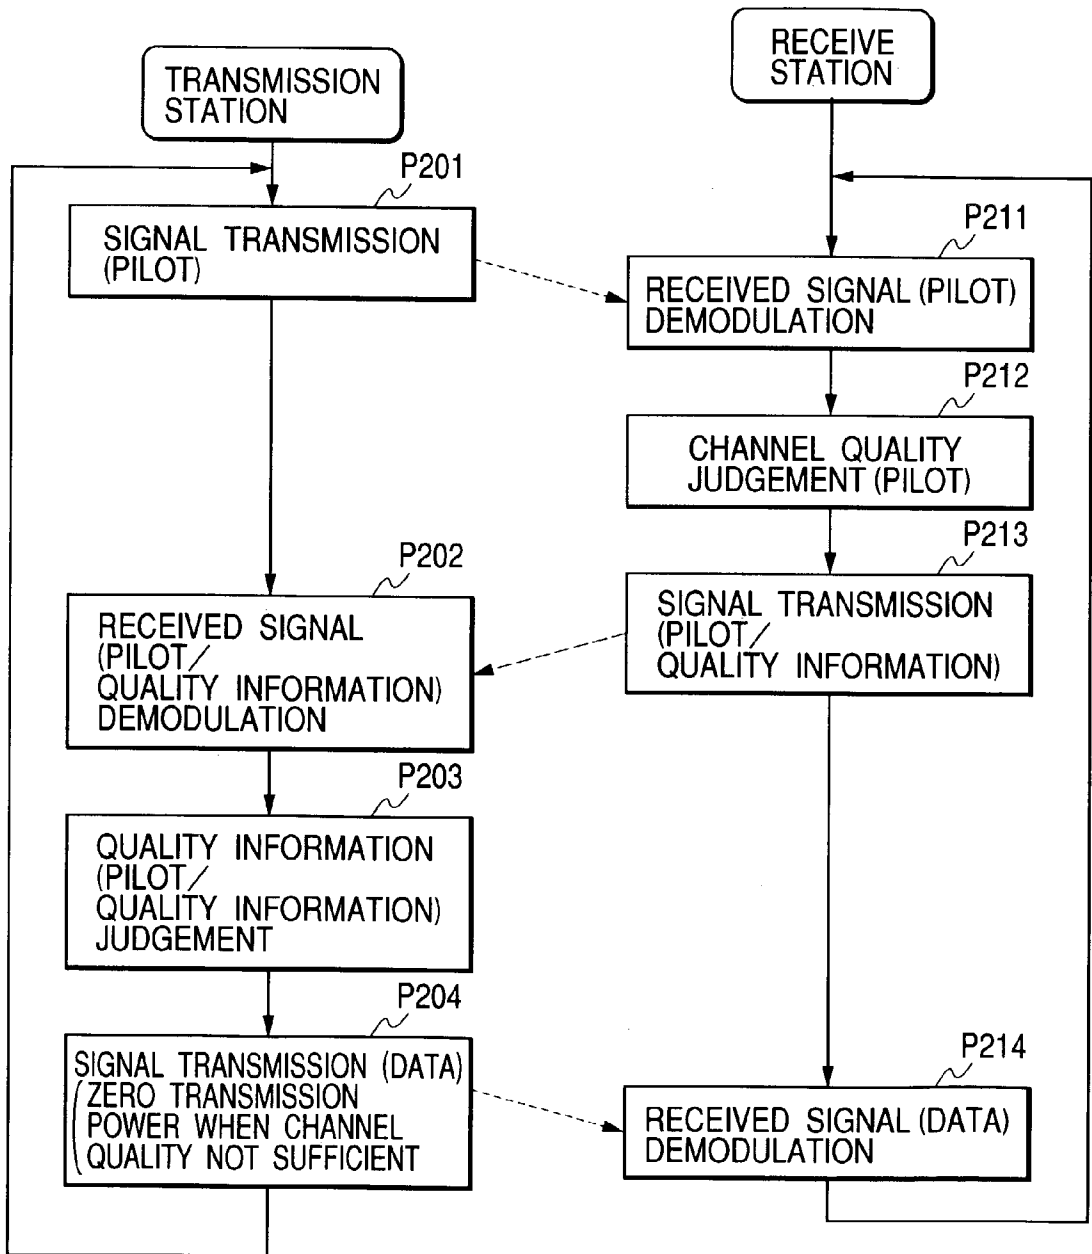 TRANSMISSION
STATION
P201
SIGNAL TRANSMISSION
(PILOT)
P202
RECEIVED SIGNAL
(PILOT/
QUALITY INFORMATION)
DEMODULATION
P203
QUALITY INFORMATION
(PILOT/
QUALITY INFORMATION)
JUDGEMENT
P204
SIGNAL TRANSMISSION (DATA)
(ZERO TRANSMISSION
POWER WHEN CHANNEL
QUALITY NOT SUFFICIENT
RECEIVE
STATION
P211
RECEIVED SIGNAL (PILOT)
DEMODULATION
P212
CHANNEL QUALITY
JUDGEMENT (PILOT)
P213
SIGNAL TRANSMISSION
(PILOT/
QUALITY INFORMATION)
P214
RECEIVED SIGNAL (DATA)
DEMODULATION